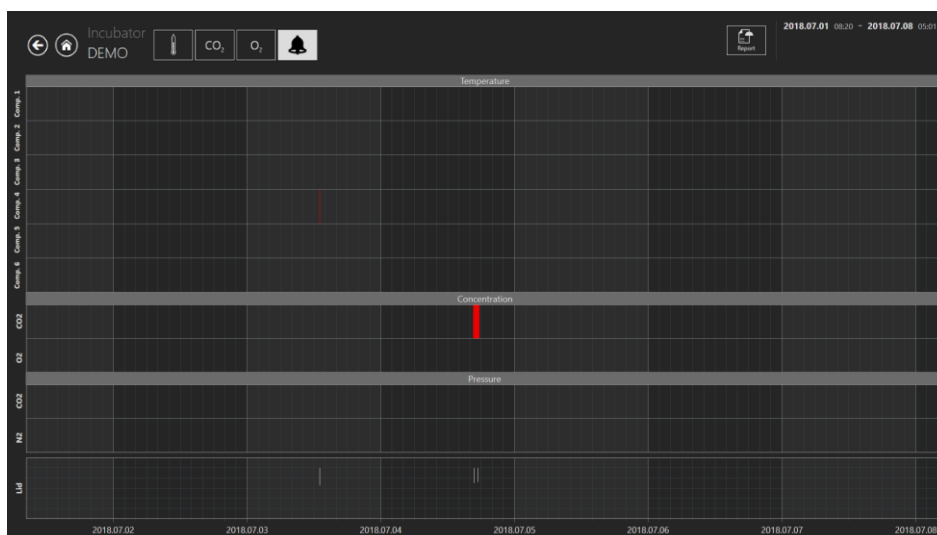 Incubator
DEMO
CO₂
O₂
Report
2018.07.01 08:20 - 2018.07.08 05:01
Temperature
Comp. 1
Comp. 2
Comp. 3
Comp. 4
Comp. 5
Comp. 6
Concentration
CO2
O2
Pressure
CO2
N2
Lid
2018.07.02
2018.07.03
2018.07.04
2018.07.05
2018.07.06
2018.07.07
2018.07.08